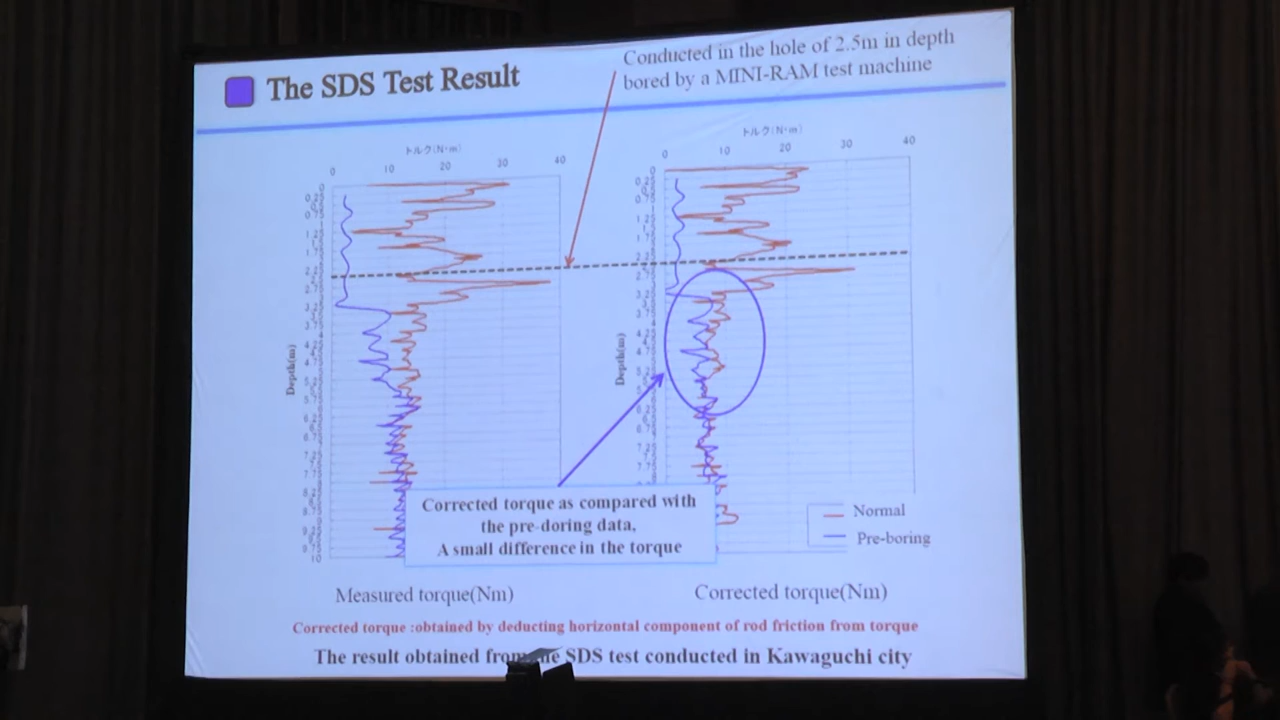 The SDS Test Result
Conducted in the hole of 2.5m in depth
bored by a MINI-RAM test machine
トルク(N·m)
0 10 20 30 40
トルク(N·m)
0 10 20 30 40
Depth(m)
Depth(m)
Corrected torque as compared with
the pre-doring data,
A small difference in the torque
Normal
Pre-boring
Measured torque(Nm)
Corrected torque(Nm)
Corrected torque :obtained by deducting horizontal component of rod friction from torque
The result obtained from SDS test conducted in Kawaguchi city